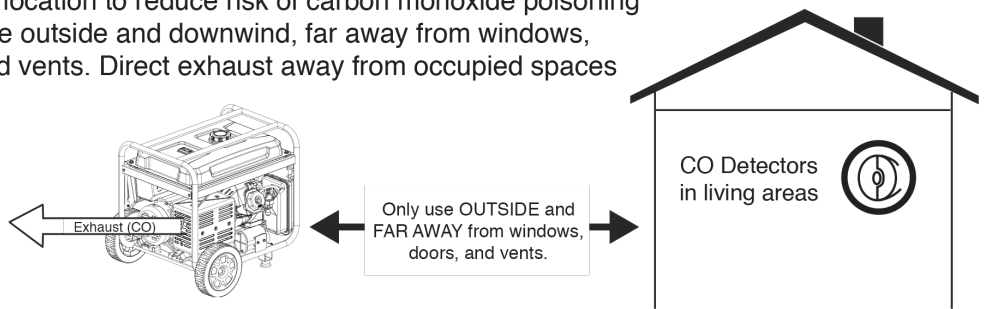 location to reduce risk of carbon monoxide poisoning
outside and downwind, far away from windows,
vents. Direct exhaust away from occupied spaces
CO Detectors
in living areas
Only use OUTSIDE and
FAR AWAY from windows,
doors, and vents.
Exhaust (CO)